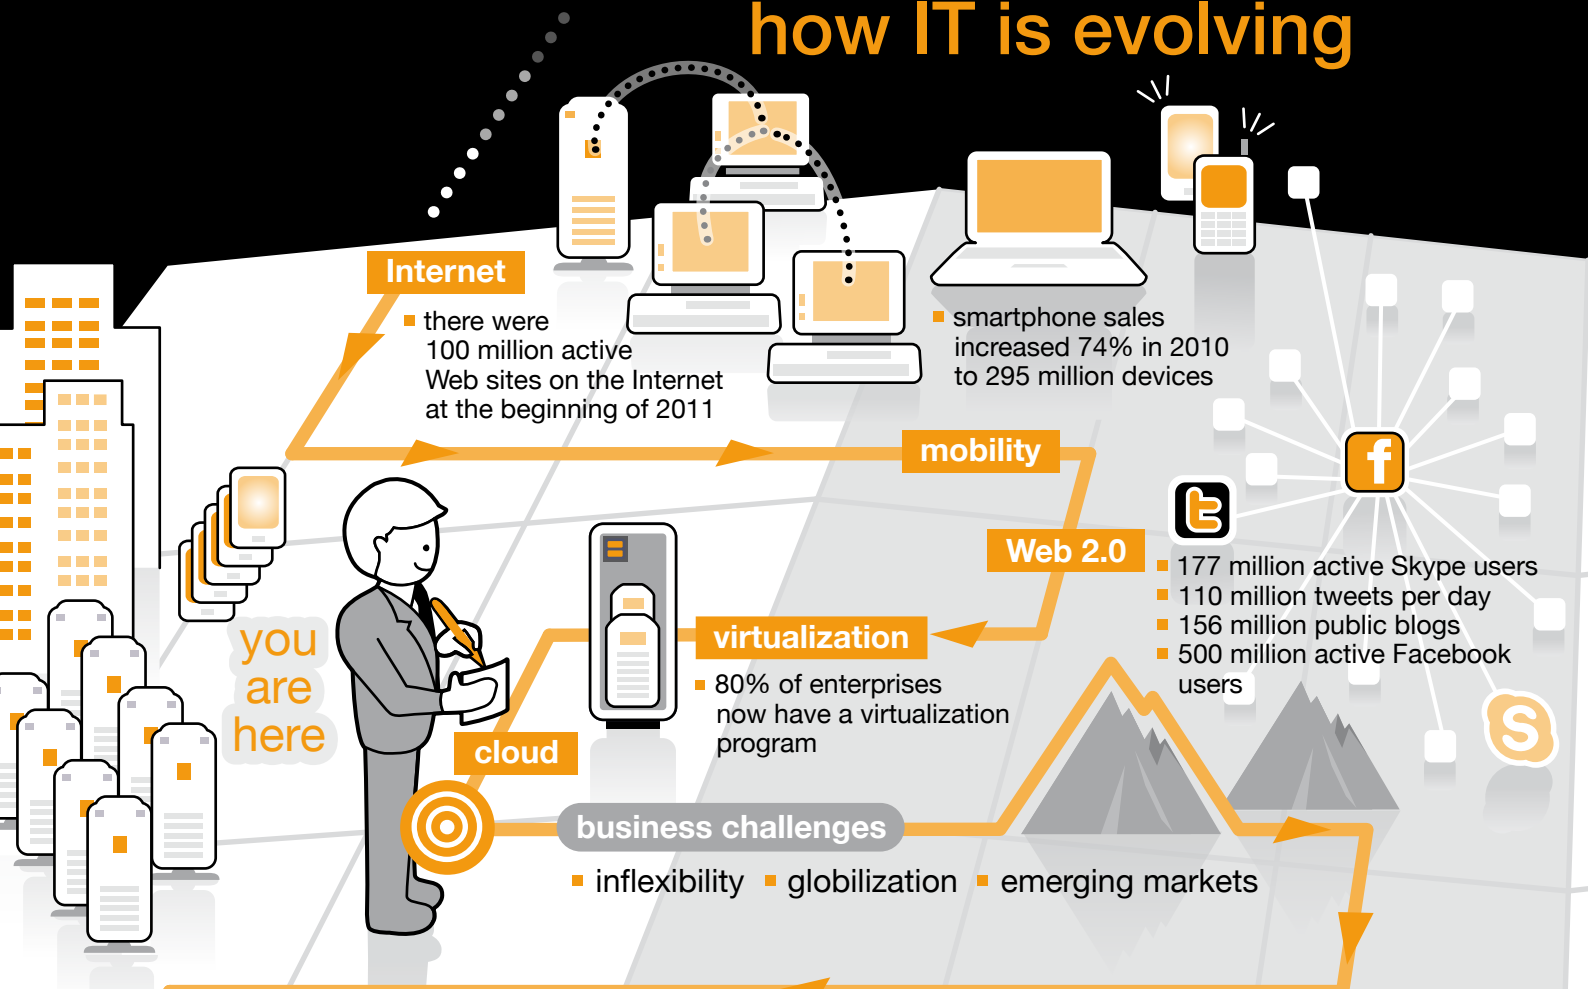 how IT is evolving
Internet
there were
100 million active
Web sites on the Internet
at the beginning of 2011
smartphone sales
increased 74% in 2010
to 295 million devices
mobility
f
t
Web 2.0
177 million active Skype users
110 million tweets per day
156 million public blogs
500 million active Facebook
users
S
virtualization
80% of enterprises
now have a virtualization
program
you
are
here
cloud
business challenges
inflexibility globilization emerging markets